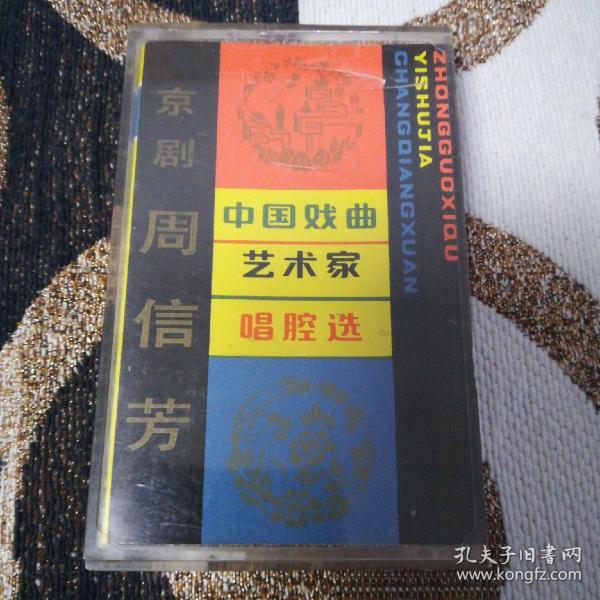 京剧
周信芳
中国戏曲
艺术家
唱腔选
ZHONGGUOXIQU
YISHUJIA
CHANGQIANGXUAN
孔夫子旧书网
www.kongfz.com